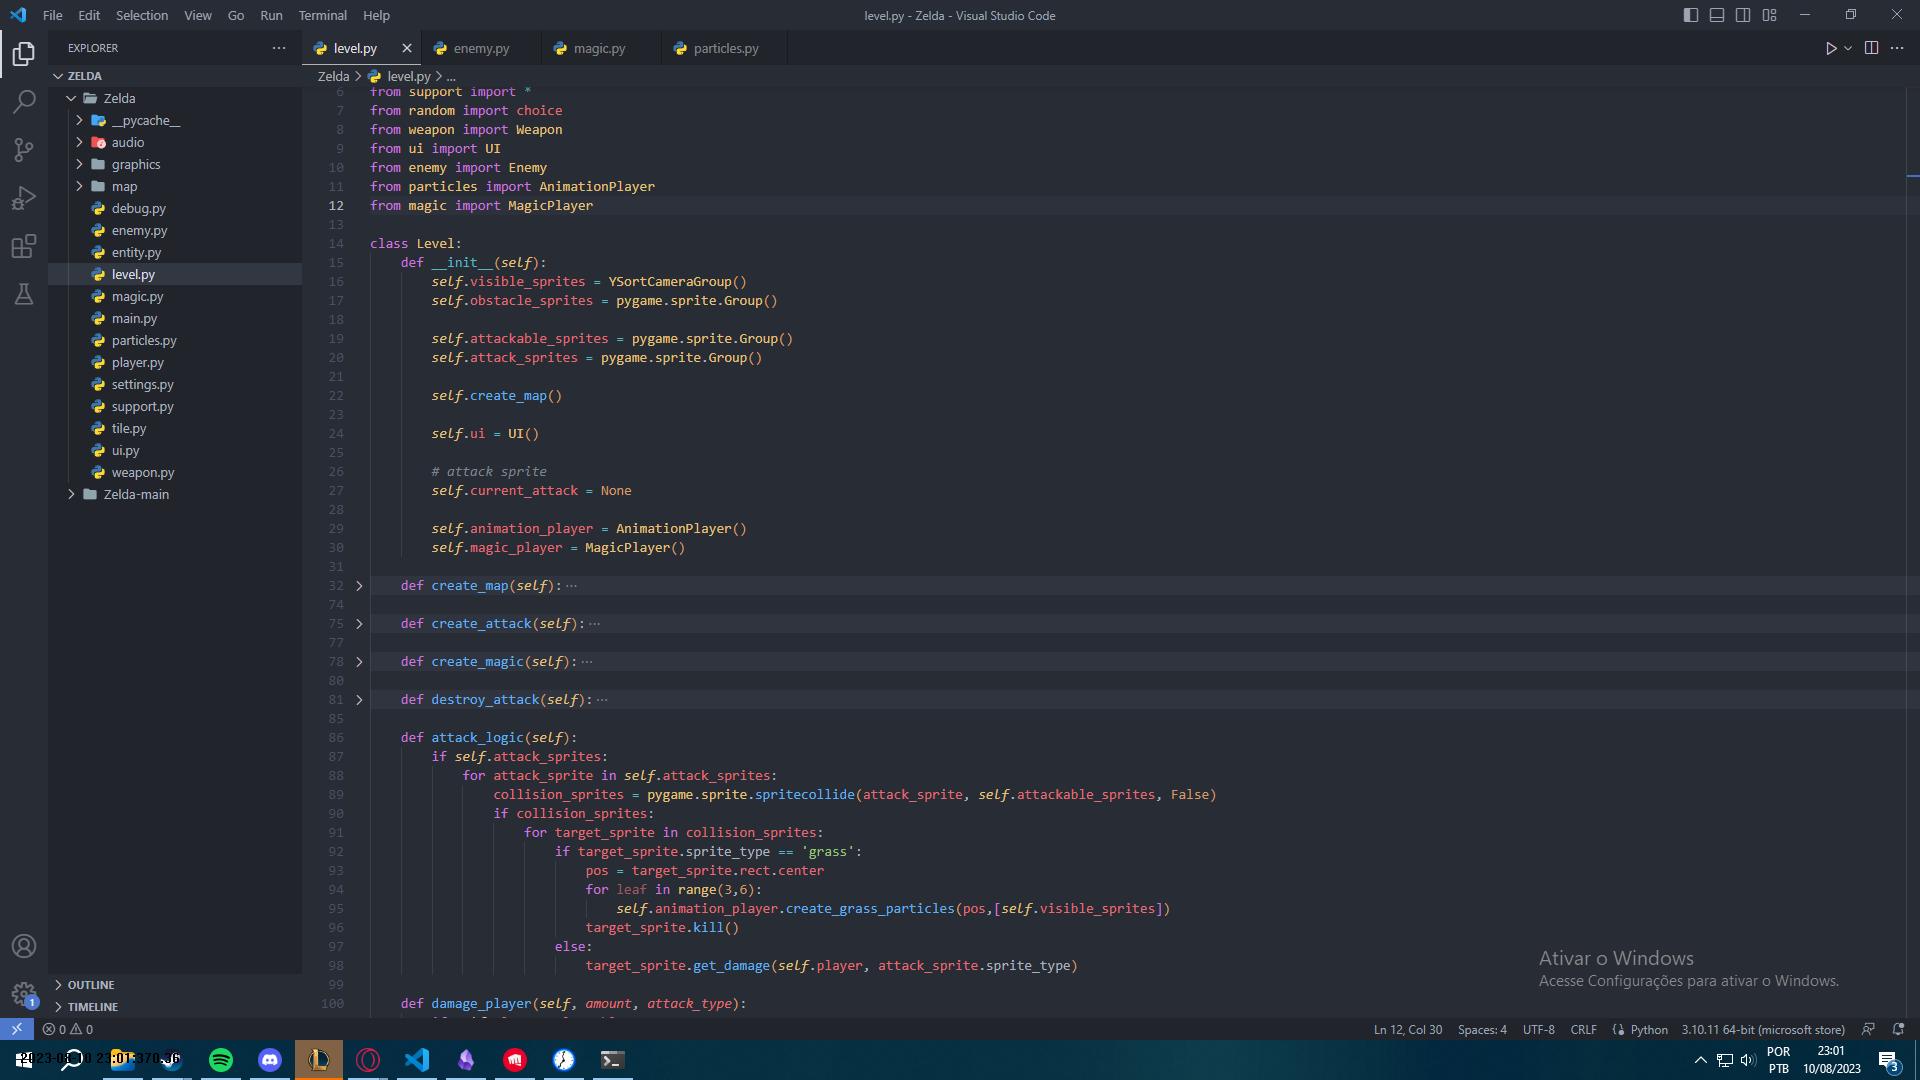 File Edit Selection View Go Run Terminal Help
level.py - Zelda - Visual Studio Code
EXPLORER
level.py
enemy.py
magic.py
particles.py
ZELDA
Zelda
__pycache__
audio
graphics
map
debug.py
enemy.py
entity.py
level.py
magic.py
main.py
particles.py
player.py
settings.py
support.py
tile.py
ui.py
weapon.py
Zelda-main
OUTLINE
TIMELINE
Zelda > level.py > ...
6 from support import *
7 from random import choice
8 from weapon import Weapon
9 from ui import UI
10 from enemy import Enemy
11 from particles import AnimationPlayer
12 from magic import MagicPlayer
13
14 class Level:
15 def __init__(self):
16 self.visible_sprites = YSortCameraGroup()
17 self.obstacle_sprites = pygame.sprite.Group()
18
19 self.attackable_sprites = pygame.sprite.Group()
20 self.attack_sprites = pygame.sprite.Group()
21
22 self.create_map()
23
24 self.ui = UI()
25
26 # attack sprite
27 self.current_attack = None
28
29 self.animation_player = AnimationPlayer()
30 self.magic_player = MagicPlayer()
31
32 def create_map(self): ...
74
75 def create_attack(self): ...
77
78 def create_magic(self): ...
80
81 def destroy_attack(self): ...
85
86 def attack_logic(self):
87 if self.attack_sprites:
88 for attack_sprite in self.attack_sprites:
89 collision_sprites = pygame.sprite.spritecollide(attack_sprite, self.attackable_sprites, False)
90 if collision_sprites:
91 for target_sprite in collision_sprites:
92 if target_sprite.sprite_type == 'grass':
93 pos = target_sprite.rect.center
94 for leaf in range(3,6):
95 self.animation_player.create_grass_particles(pos,[self.visible_sprites])
96 target_sprite.kill()
97 else:
98 target_sprite.get_damage(self.player, attack_sprite.sprite_type)
99
100 def damage_player(self, amount, attack_type):
Ativar o Windows
Acesse Configurações para ativar o Windows.
1
0 0
Ln 12, Col 30 Spaces: 4 UTF-8 CRLF Python 3.10.11 64-bit (microsoft store)
POR
PTB
23:01
10/08/2023
3